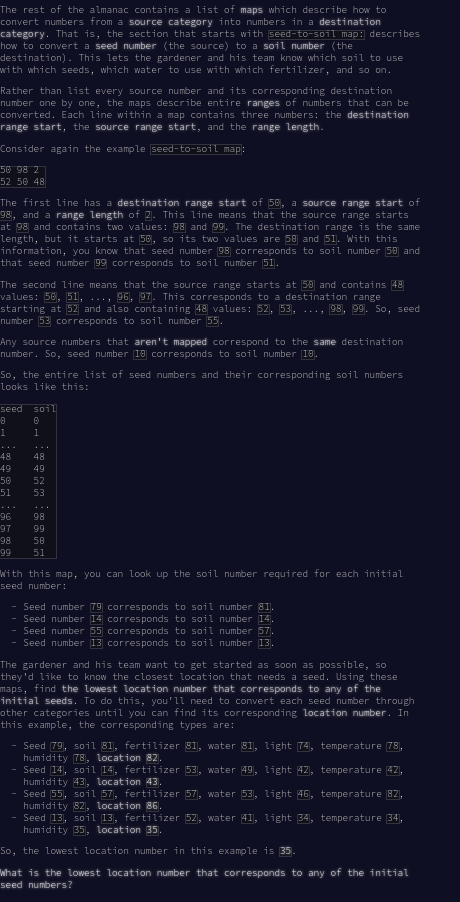 The rest of the almanac contains a list of maps which describe how to
convert numbers from a source category into numbers in a destination
category. That is, the section that starts with seed-to-soil map: describes
how to convert a seed number (the source) to a soil number (the
destination). This lets the gardener and his team know which soil to use
with which seeds, which water to use with which fertilizer, and so on.
Rather than list every source number and its corresponding destination
number one by one, the maps describe entire ranges of numbers that can be
converted. Each line within a map contains three numbers: the destination
range start, the source range start, and the range length.
Consider again the example seed-to-soil map:
50 98 2
52 50 48
The first line has a destination range start of 50, a source range start of
98, and a range length of 2. This line means that the source range starts
at 98 and contains two values: 98 and 99. The destination range is the same
length, but it starts at 50, so its two values are 50 and 51. With this
information, you know that seed number 98 corresponds to soil number 50 and
that seed number 99 corresponds to soil number 51.
The second line means that the source range starts at 50 and contains 48
values: 50, 51, ..., 96, 97. This corresponds to a destination range
starting at 52 and also containing 48 values: 52, 53, ..., 98, 99. So, seed
number 53 corresponds to soil number 55.
Any source numbers that aren't mapped correspond to the same destination
number. So, seed number 10 corresponds to soil number 10.
So, the entire list of seed numbers and their corresponding soil numbers
looks like this:
seed soil
0 0
1 1
... ...
48 48
49 49
50 52
51 53
... ...
96 98
97 99
98 50
99 51
With this map, you can look up the soil number required for each initial
seed number:
- Seed number 79 corresponds to soil number 81.
- Seed number 14 corresponds to soil number 14.
- Seed number 55 corresponds to soil number 57.
- Seed number 13 corresponds to soil number 13.
The gardener and his team want to get started as soon as possible, so
they'd like to know the closest location that needs a seed. Using these
maps, find the lowest location number that corresponds to any of the
initial seeds. To do this, you'll need to convert each seed number through
other categories until you can find its corresponding location number. In
this example, the corresponding types are:
- Seed 79, soil 81, fertilizer 81, water 81, light 74, temperature 78,
humidity 78, location 82.
- Seed 14, soil 14, fertilizer 53, water 49, light 42, temperature 42,
humidity 43, location 43.
- Seed 55, soil 57, fertilizer 57, water 53, light 46, temperature 82,
humidity 82, location 86.
- Seed 13, soil 13, fertilizer 52, water 41, light 34, temperature 34,
humidity 35, location 35.
So, the lowest location number in this example is 35.
What is the lowest location number that corresponds to any of the initial
seed numbers?